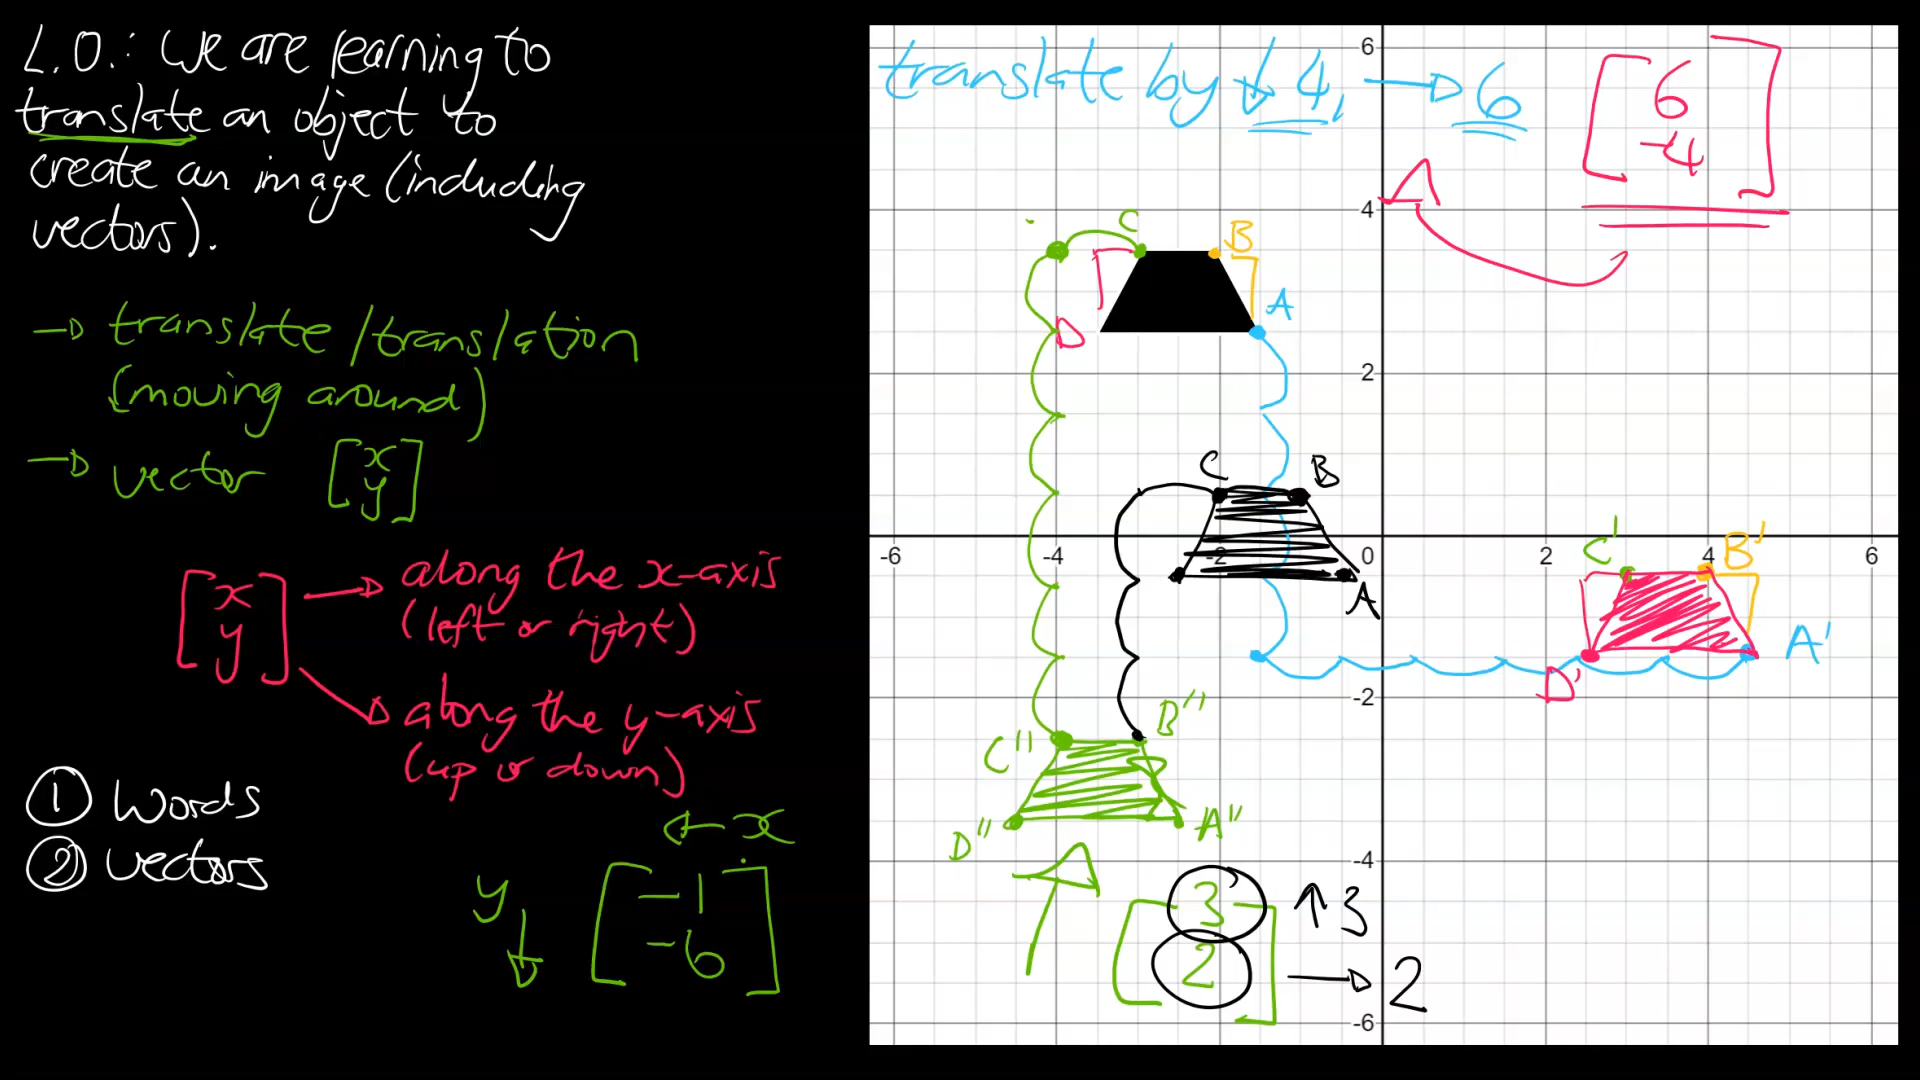 L.O.: We are learning to
translate an object to
create an image (including
vectors).
→ translate/translation
(moving around)
→ vector [x y]
[x y] → along the x-axis
(left or right)
→ along the y-axis
(up or down)
① Words
② Vectors
← x
y ↓ [-1 -6]
translate by ↓ 4, → 6
[6 -4]
6
4
2
-6
-4
-2
0
2
4
6
-2
-4
-6
C
B
A
D
C
B
A
C'
B'
A'
D'
B''
C''
A''
D''
[3 2]
↑3
→ 2